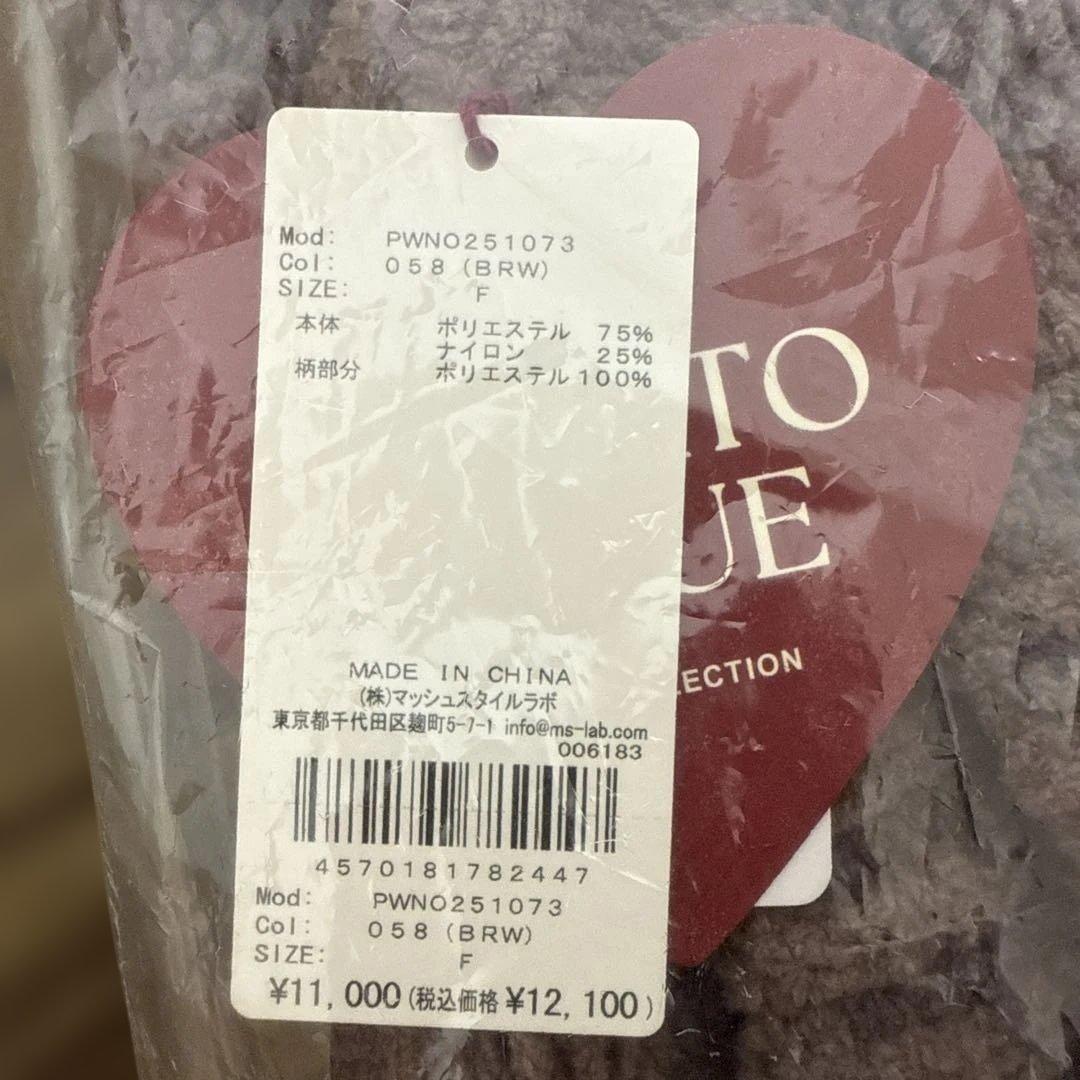 Mod: PWNO251073
Col: 058 (BRW)
SIZE: F
本体 ポリエステル 75%
ナイロン 25%
柄部分 ポリエステル 100%
MADE IN CHINA
(株)マッシュスタイルラボ
東京都千代田区麹町5-7-1 info@ms-lab.com
006183
4570181782447
Mod: PWNO251073
Col: 058 (BRW)
SIZE: F
¥11,000(税込価格 ¥12,100)
TO
UE
LECTION